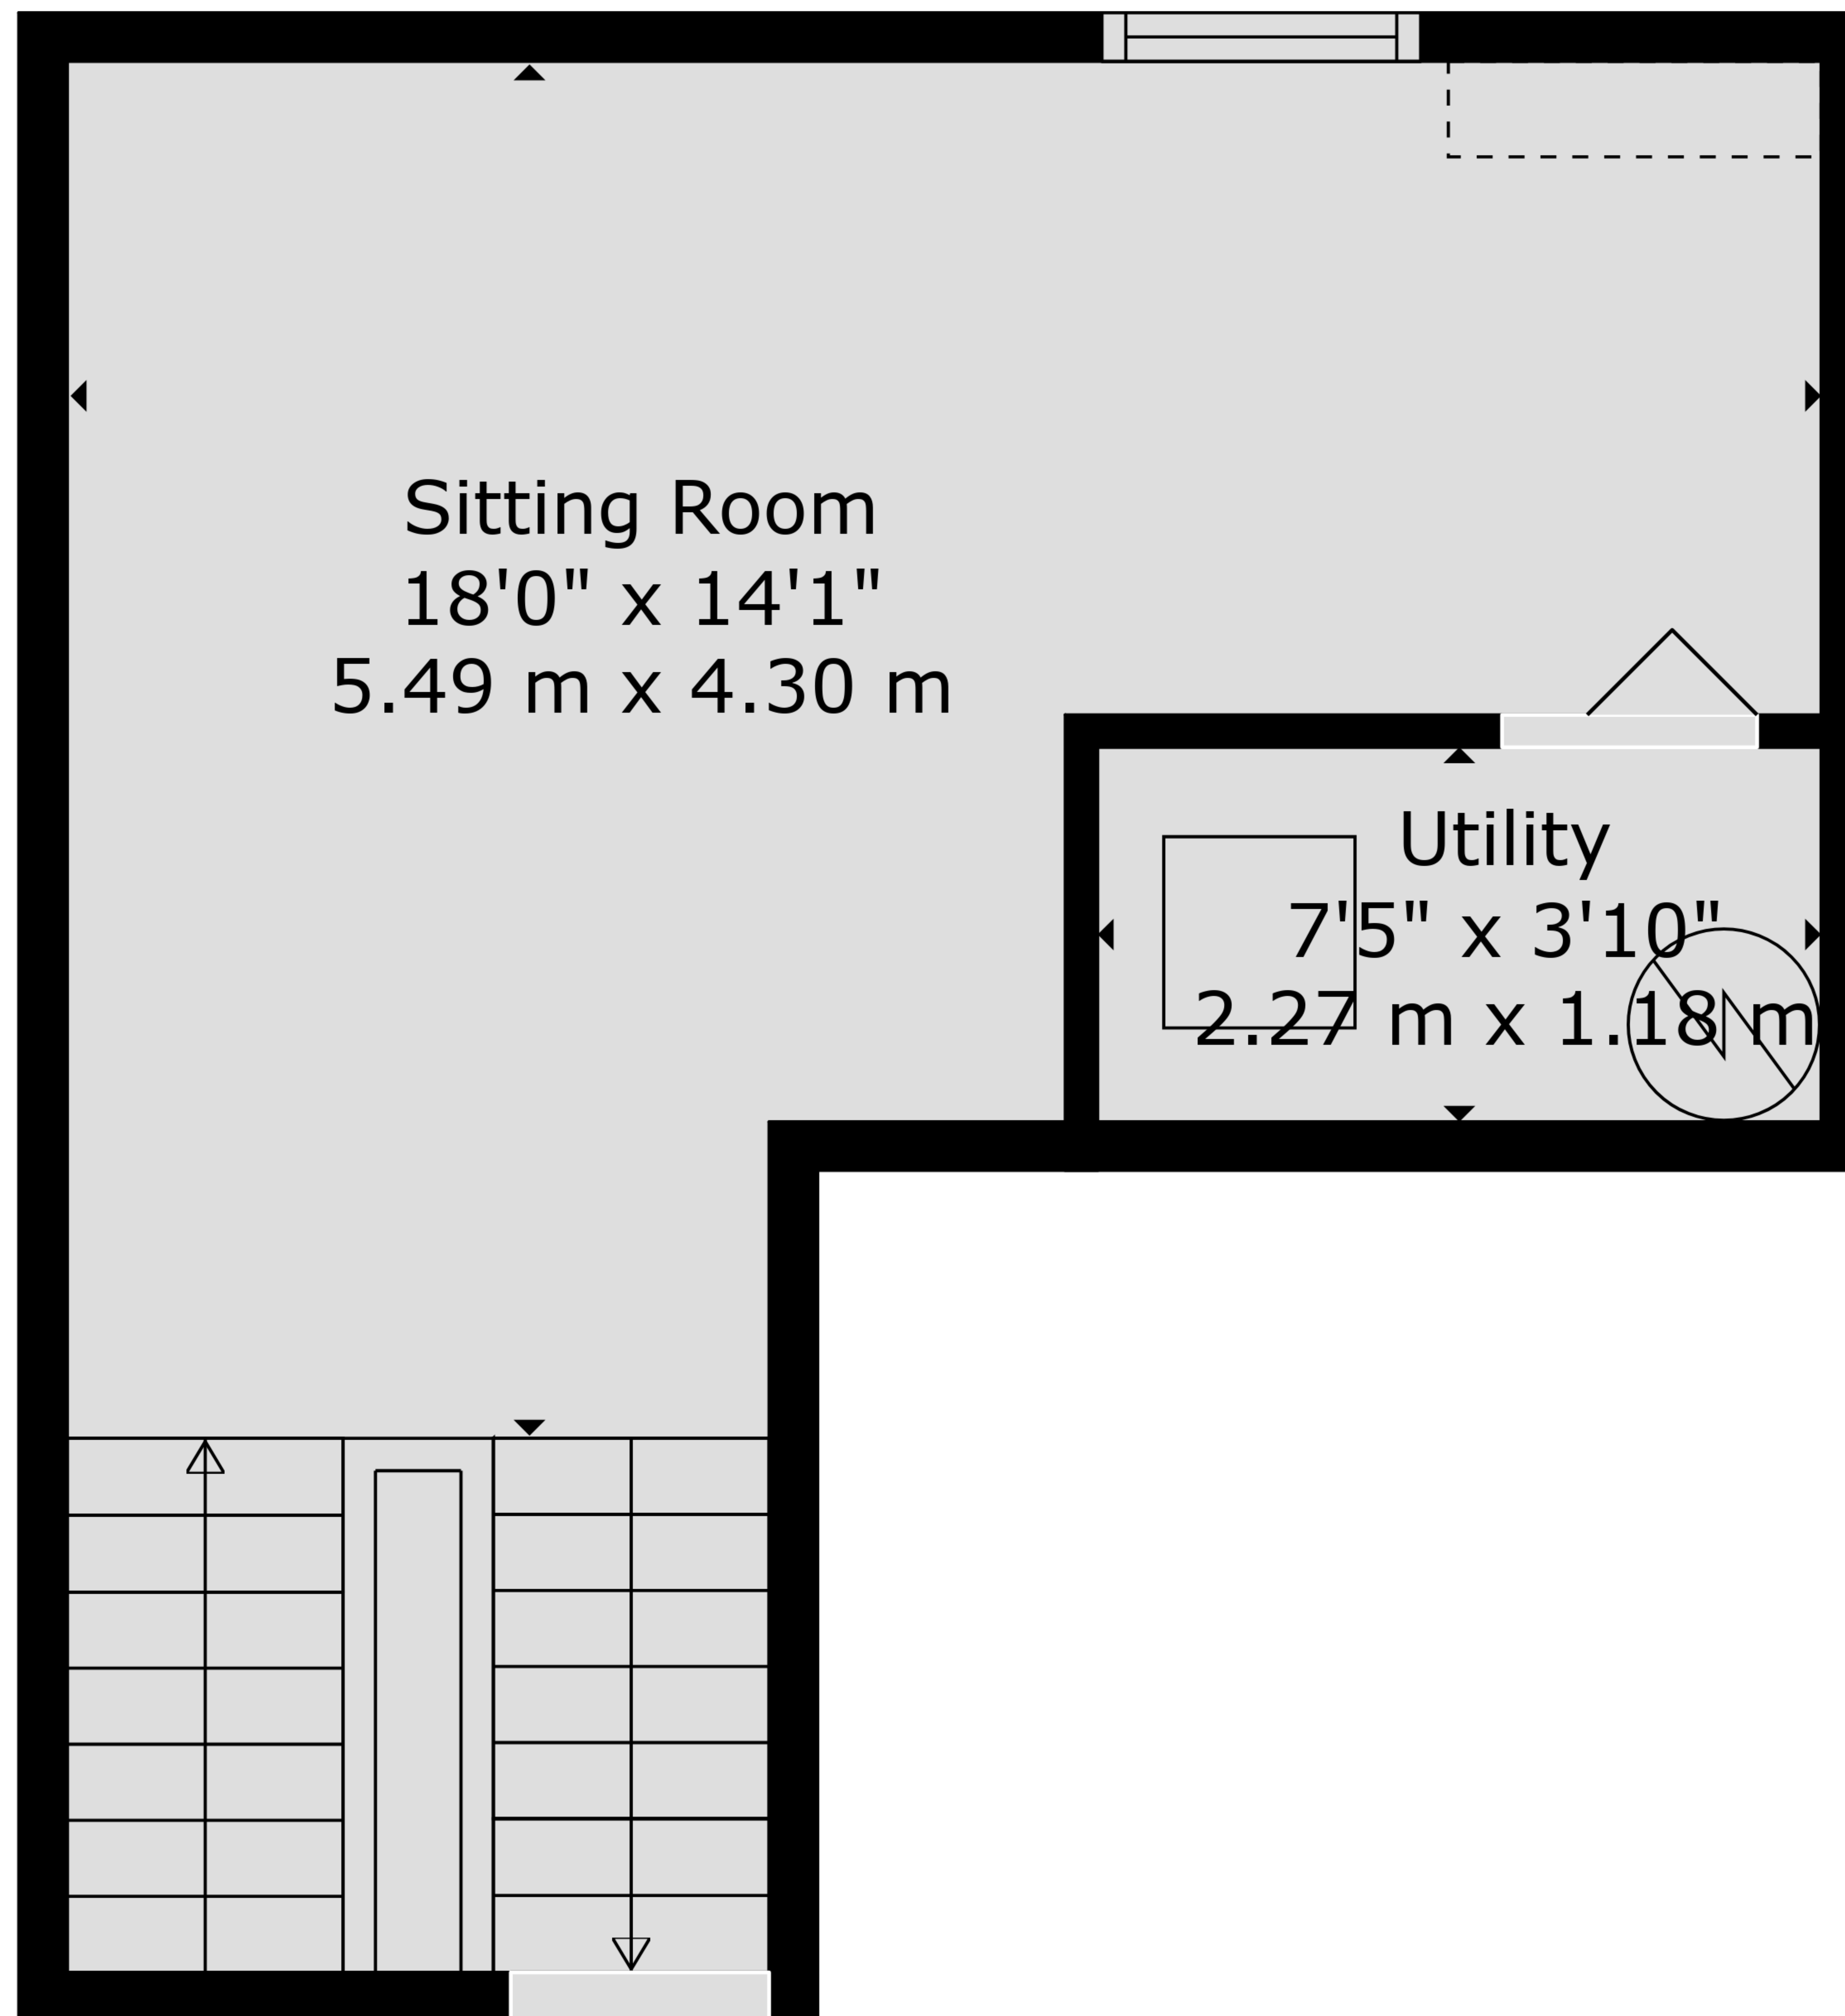 Sitting Room
18'0" x 14'1"
5.49 m x 4.30 m
Utility
7'5" x 3'10"
2.27 m x 1.18 m